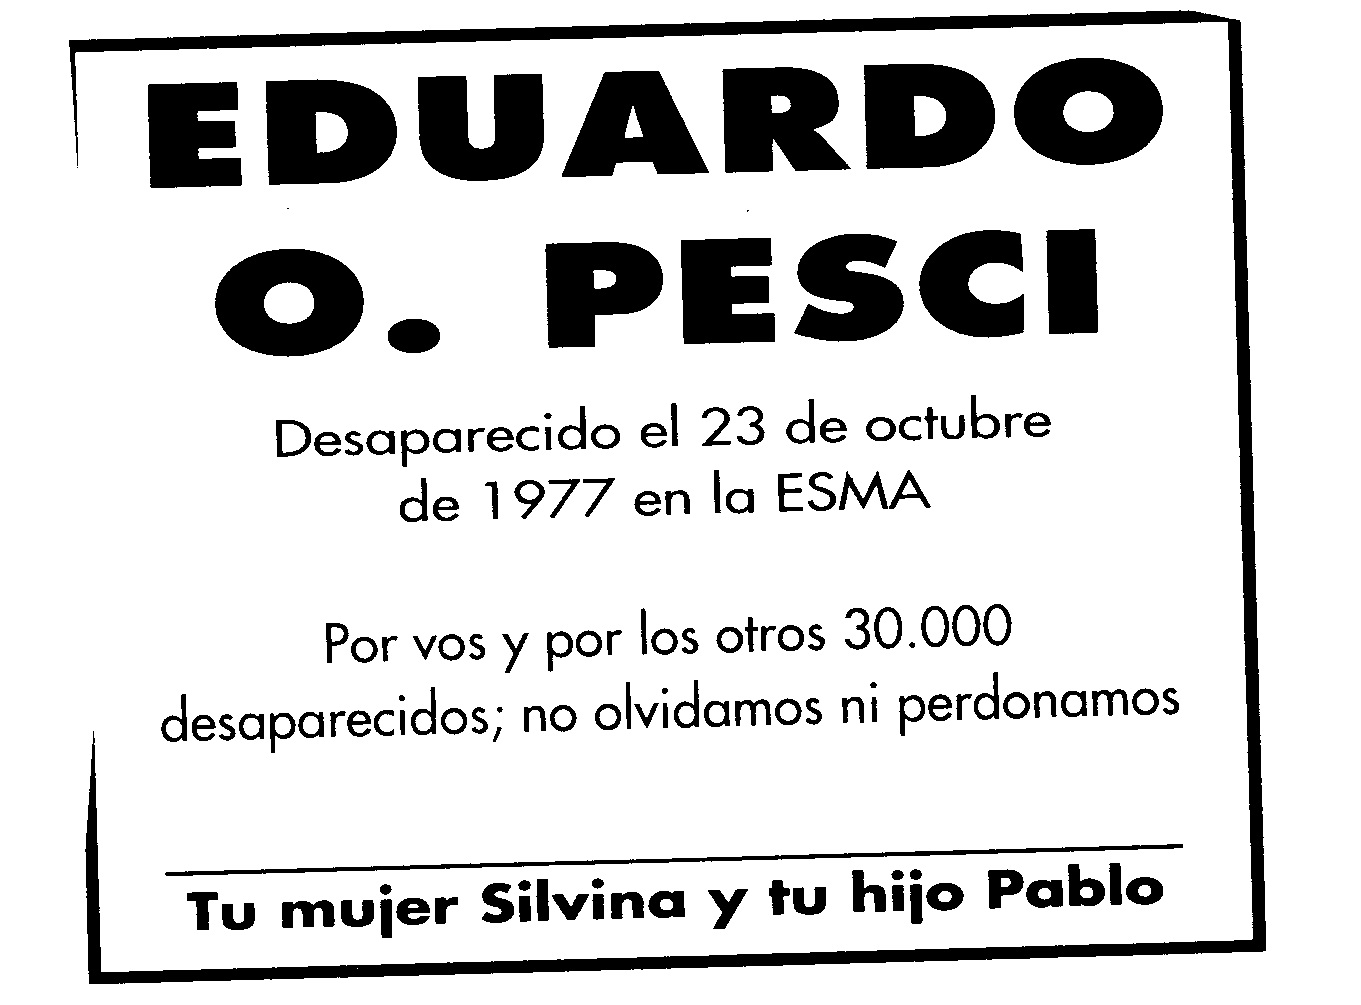 EDUARDO
O. PESCI
Desaparecido el 23 de octubre
de 1977 en la ESMA
Por vos y por los otros 30.000
desaparecidos; no olvidamos ni perdonamos
Tu mujer Silvina y tu hijo Pablo